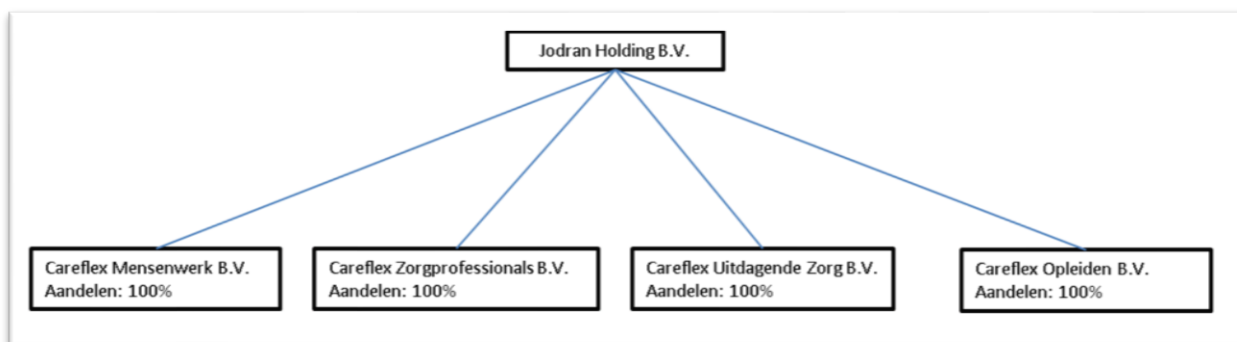 Jodran Holding B.V.
Careflex Mensenwerk B.V.
Aandelen: 100%
Careflex Zorgprofessionals B.V.
Aandelen: 100%
Careflex Uitdagende Zorg B.V.
Aandelen: 100%
Careflex Opleiden B.V.
Aandelen: 100%